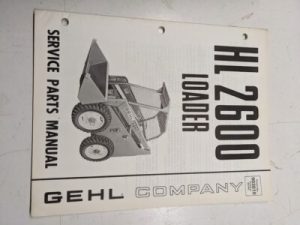 HL 2600
LOADER
SERVICE PARTS MANUAL
GEHL COMPANY